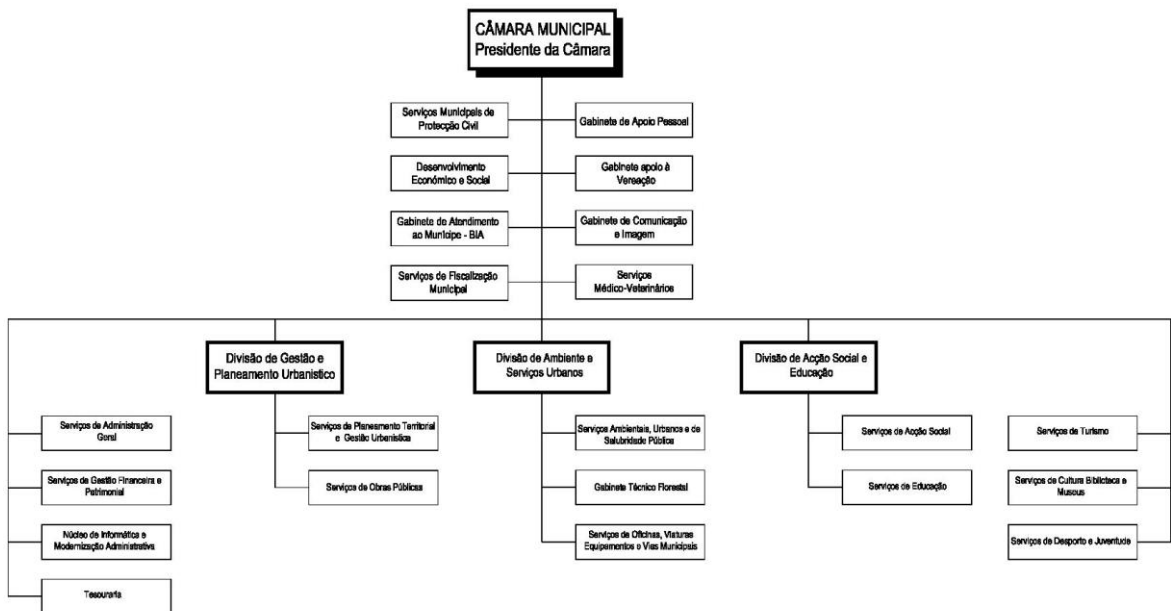 CÂMARA MUNICIPAL
Presidente da Câmara
Serviços Municipais de
Protecção Civil
Gabinete de Apoio Pessoal
Desenvolvimento
Económico e Social
Gabinete apoio à
Vereação
Gabinete de Atendimento
ao Munícipe - BIA
Gabinete de Comunicação
e Imagem
Serviços de Fiscalização
Municipal
Serviços
Médico-Veterinários
Divisão de Gestão e
Planeamento Urbanístico
Divisão de Ambiente e
Serviços Urbanos
Divisão de Acção Social e
Educação
Serviços de Administração
Geral
Serviços de Gestão Financeira e
Patrimonial
Núcleo de Informática e
Modernização Administrativa
Tesouraria
Serviços de Planeamento Territorial
e Gestão Urbanística
Serviços de Obras Públicas
Serviços Ambientais, Urbanos e de
Salubridade Pública
Gabinete Técnico Florestal
Serviços de Oficinas, Viaturas
Equipamentos e Vias Municipais
Serviços de Acção Social
Serviços de Educação
Serviços de Turismo
Serviços de Cultura Biblioteca e
Museus
Serviços de Desporto e Juventude